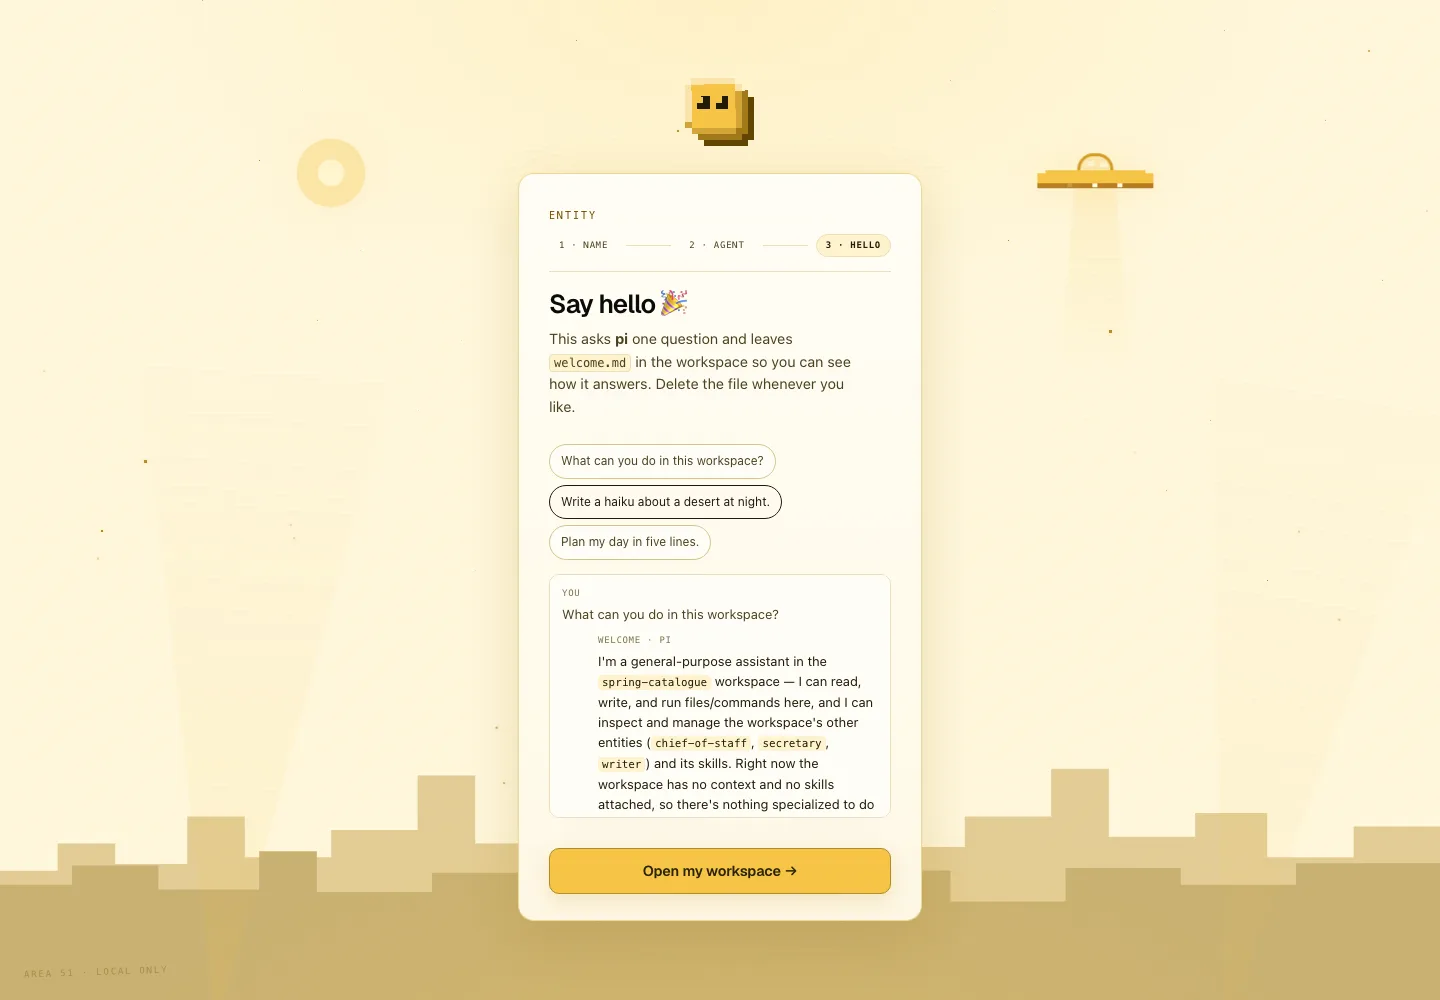 ENTITY
1 · NAME
2 · AGENT
3 · HELLO
Say hello 🎉
This asks pi one question and leaves
welcome.md in the workspace so you can see
how it answers. Delete the file whenever you
like.
What can you do in this workspace?
Write a haiku about a desert at night.
Plan my day in five lines.
YOU
What can you do in this workspace?
WELCOME · PI
I'm a general-purpose assistant in the
spring-catalogue workspace — I can read,
write, and run files/commands here, and I can
inspect and manage the workspace's other
entities ( chief-of-staff , secretary ,
writer ) and its skills. Right now the
workspace has no context and no skills
attached, so there's nothing specialized to do
Open my workspace →
AREA 51 · LOCAL ONLY